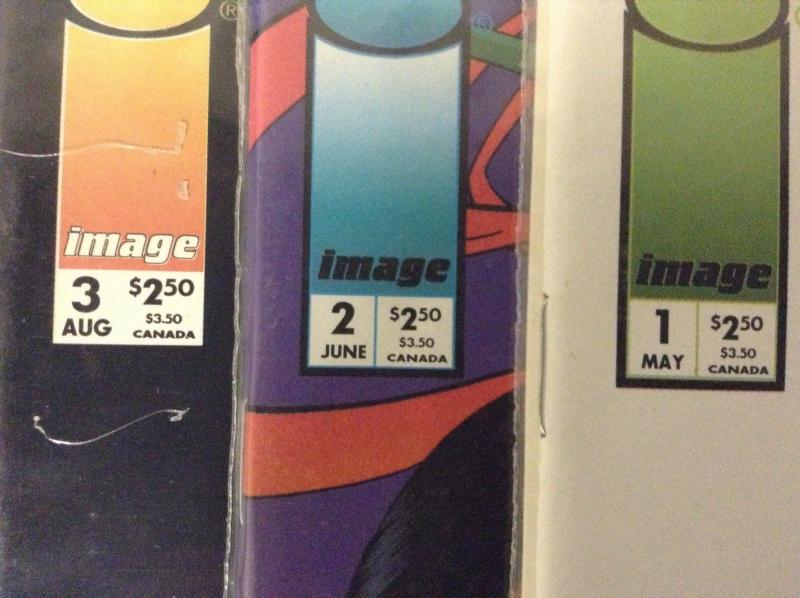 ®
image
3 $2.50
AUG $3.50
CANADA
®
image
2 $2.50
JUNE $3.50
CANADA
image
1 $2.50
MAY $3.50
CANADA